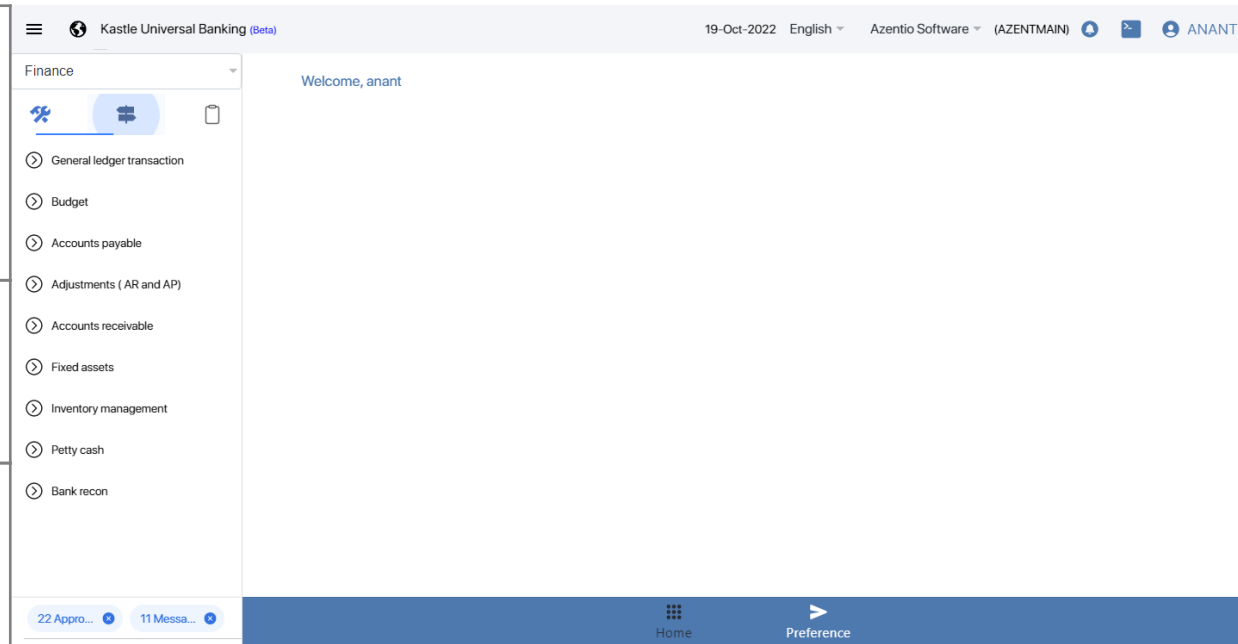 Kastle Universal Banking (Beta) 19-Oct-2022 English Azentio Software (AZENTMAIN) ANANT
Finance
Welcome, anant
General ledger transaction
Budget
Accounts payable
Adjustments ( AR and AP)
Accounts receivable
Fixed assets
Inventory management
Petty cash
Bank recon
22 Appro... 11 Messa...
Home Preference